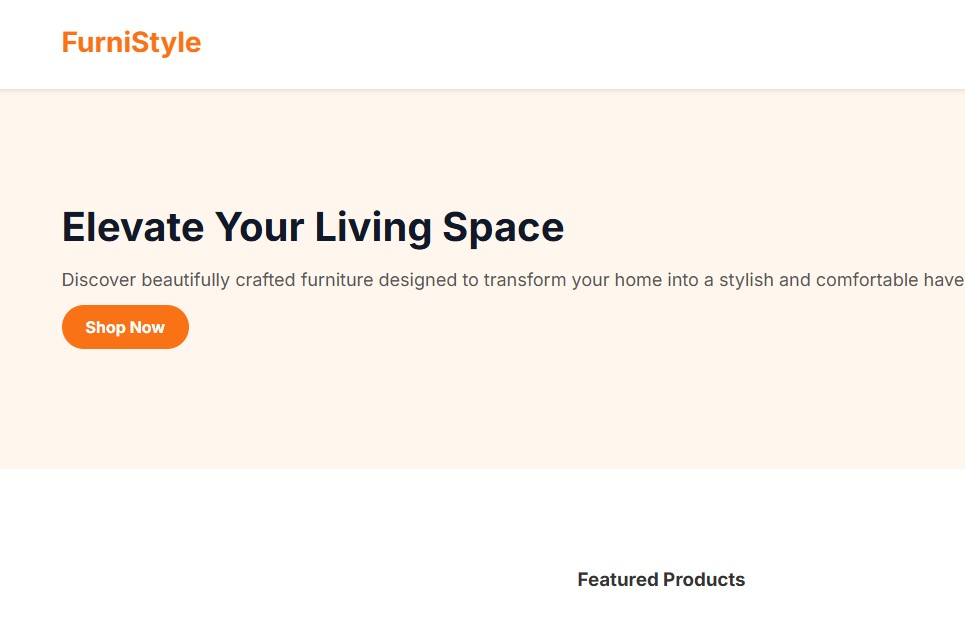 FurniStyle
Elevate Your Living Space
Discover beautifully crafted furniture designed to transform your home into a stylish and comfortable have
Shop Now
Featured Products